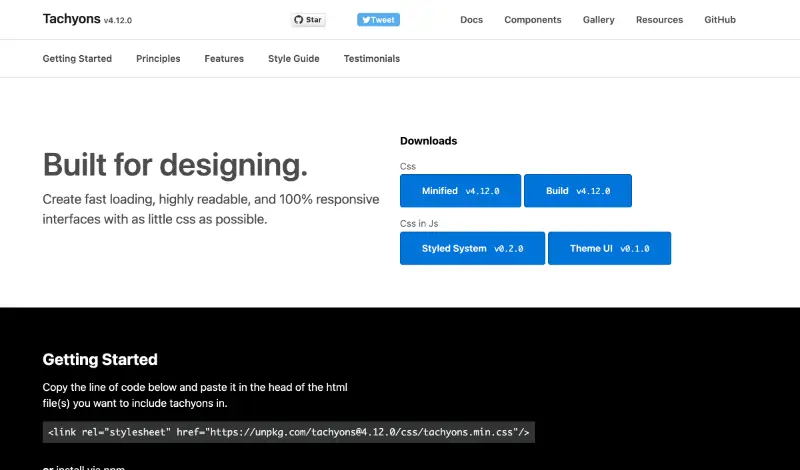 Tachyons v4.12.0
Star
Tweet
Docs
Components
Gallery
Resources
GitHub
Getting Started
Principles
Features
Style Guide
Testimonials
Built for designing.
Create fast loading, highly readable, and 100% responsive
interfaces with as little css as possible.
Downloads
Css
Minified v4.12.0
Build v4.12.0
Css in Js
Styled System v0.2.0
Theme UI v0.1.0
Getting Started
Copy the line of code below and paste it in the head of the html
file(s) you want to include tachyons in.
<link rel="stylesheet" href="https://unpkg.com/tachyons@4.12.0/css/tachyons.min.css"/>
or install via npm